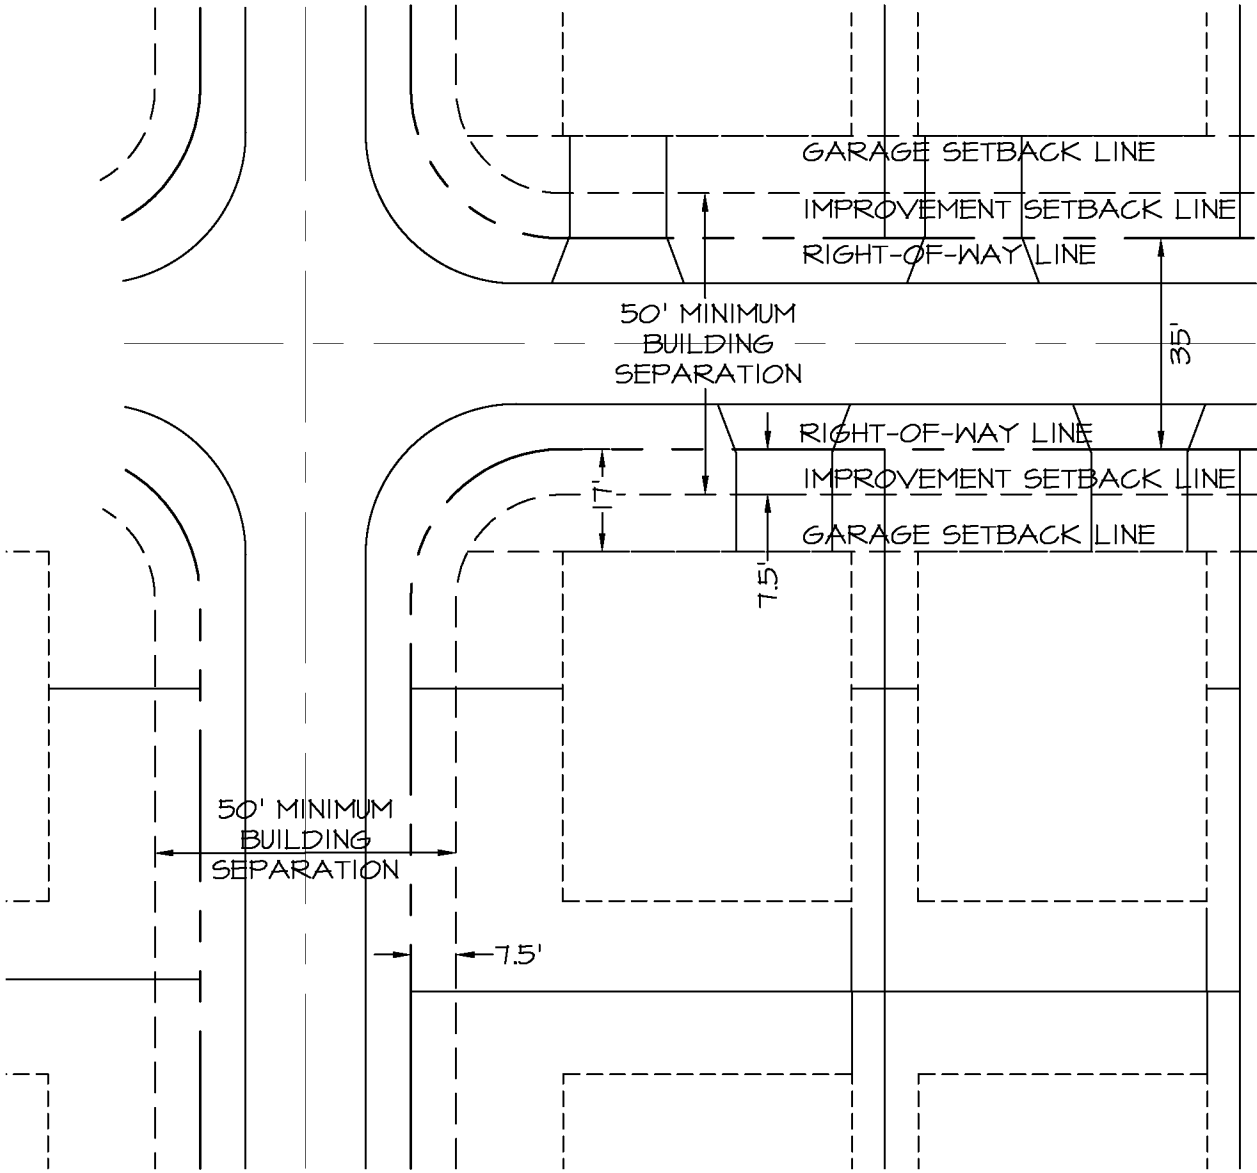 GARAGE SETBACK LINE
IMPROVEMENT SETBACK LINE
RIGHT-OF-WAY LINE
50' MINIMUM
BUILDING
SEPARATION
35'
RIGHT-OF-WAY LINE
IMPROVEMENT SETBACK LINE
17'
GARAGE SETBACK LINE
7.5'
50' MINIMUM
BUILDING
SEPARATION
7.5'